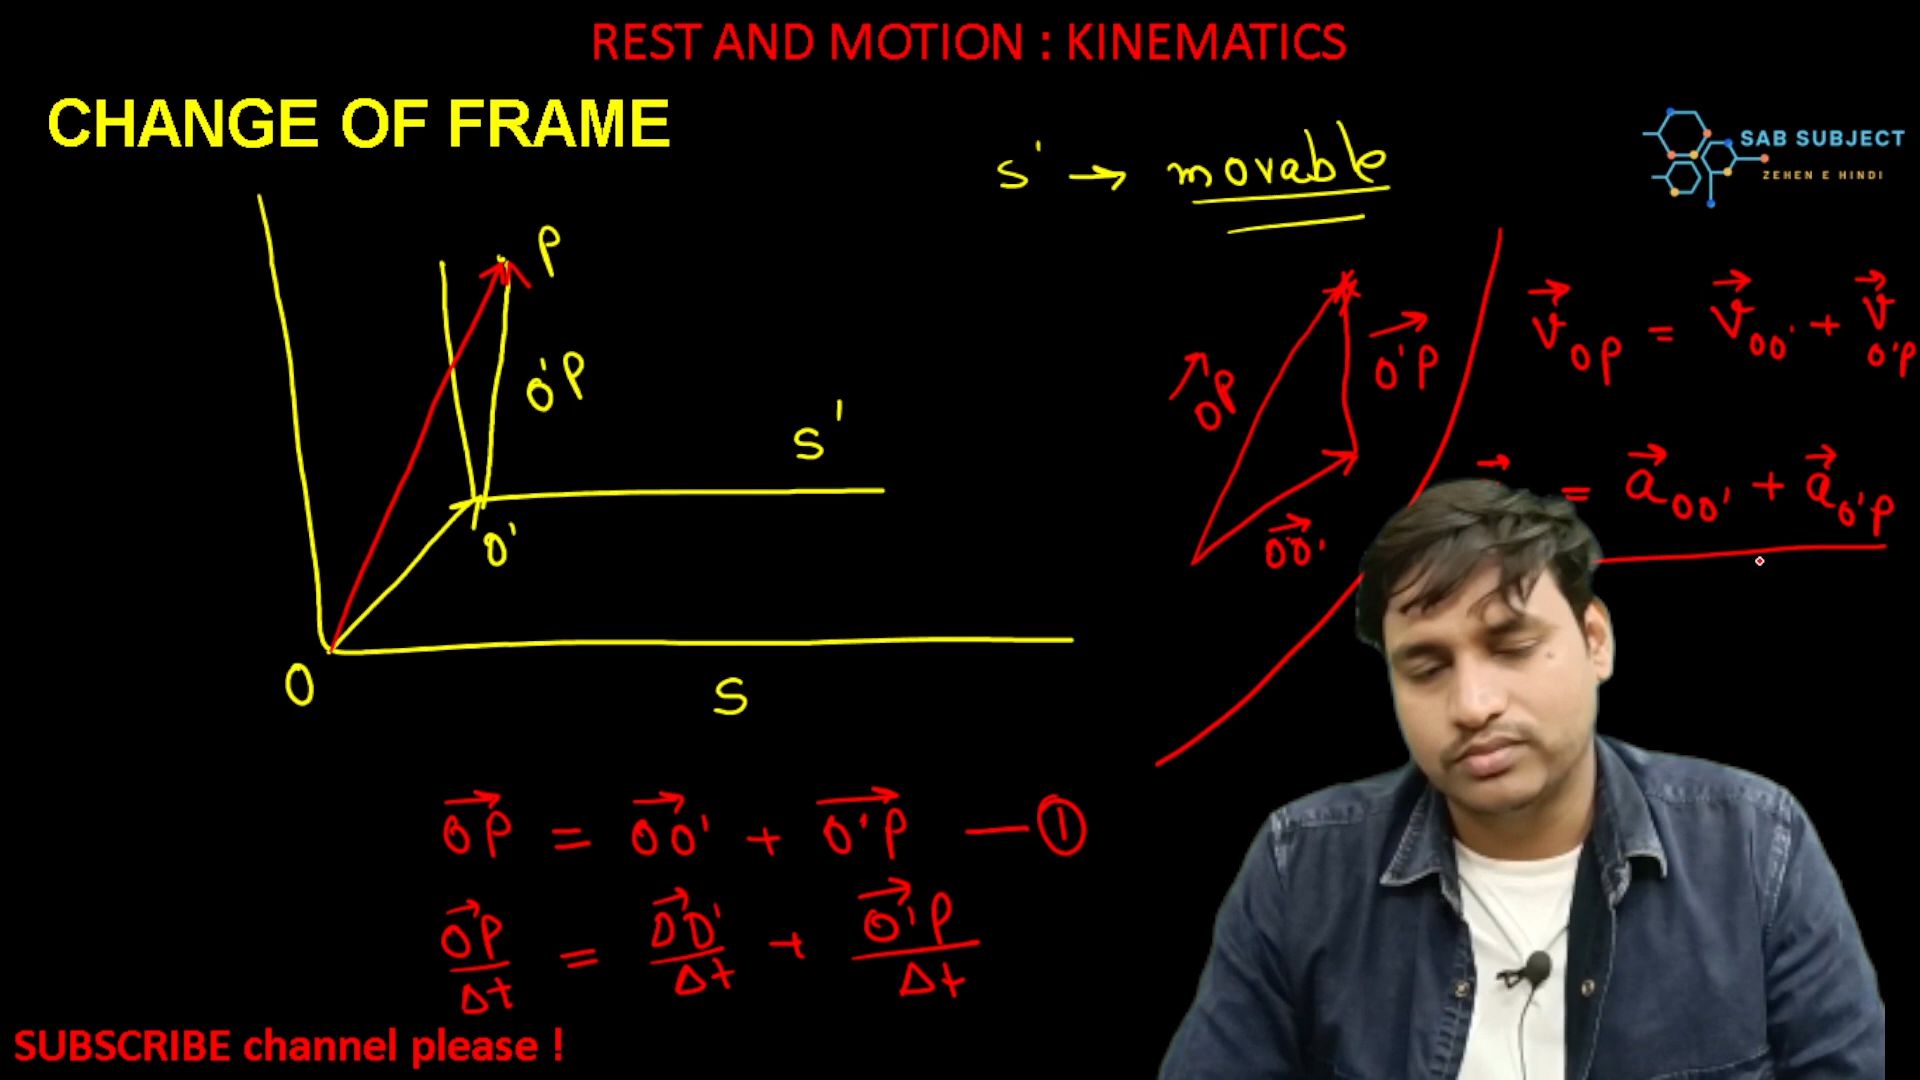 REST AND MOTION : KINEMATICS
CHANGE OF FRAME
SAB SUBJECT
ZEHEN E HINDI
S' → movable
P
O'P
S'
O'
O
S
OP
O'P
OO'
v⃗OP = v⃗OO' + v⃗O'P
= a⃗OO' + a⃗O'P
OP⃗ = OO'⃗ + O'P⃗ — ①
OP⃗/Δt = OO'⃗/Δt + O'P⃗/Δt
SUBSCRIBE channel please !